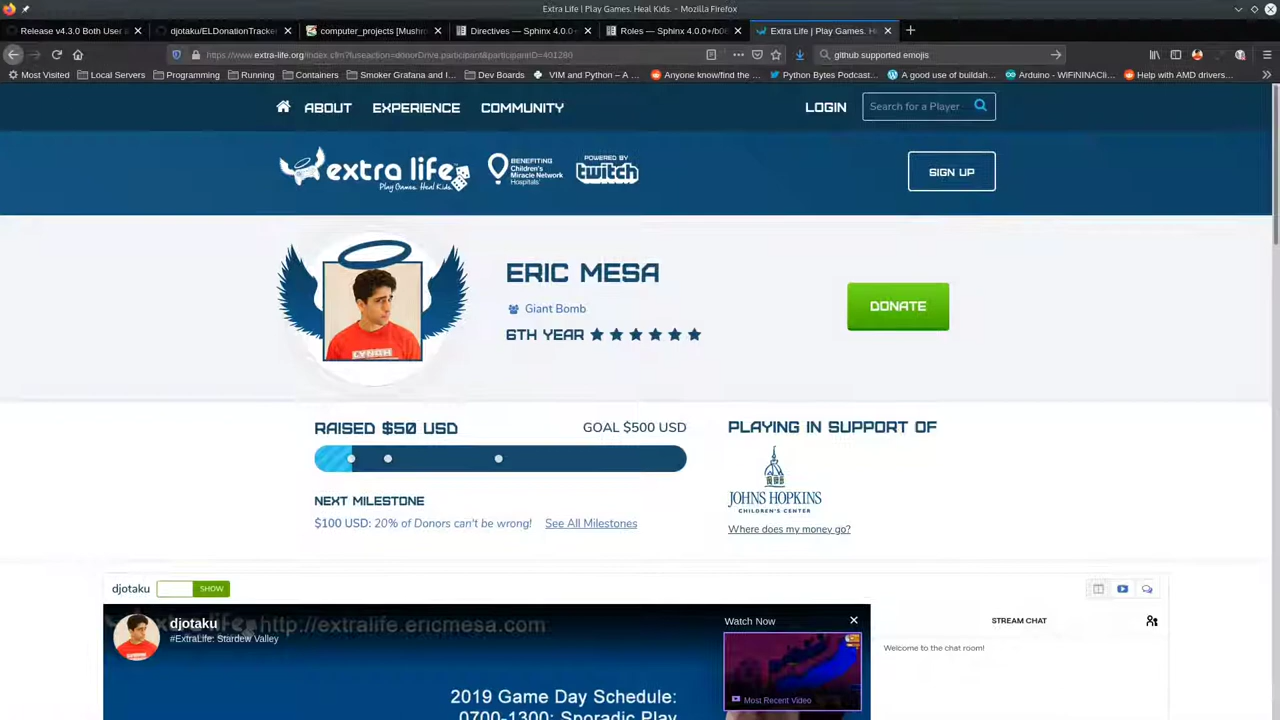 Extra Life | Play Games. Heal Kids. - Mozilla Firefox
Release v4.3.0 Both User a
djotaku/ELDonationTracker
computer_projects [Mushro
Directives — Sphinx 4.0.0+
Roles — Sphinx 4.0.0+/b08
Extra Life | Play Games. H
https://www.extra-life.org/index.cfm?fuseaction=donorDrive.participant&participantID=401280
github supported emojis
Most Visited
Local Servers
Programming
Running
Containers
Smoker Grafana and I...
Dev Boards
VIM and Python – A ...
Anyone know/find the ...
Python Bytes Podcast...
A good use of buildah...
Arduino - WiFiNINACli...
Help with AMD drivers...
ABOUT
EXPERIENCE
COMMUNITY
LOGIN
Search for a Player
extra life
Play Games. Heal Kids.
BENEFITING
Children's
Miracle Network
Hospitals
POWERED BY
twitch
SIGN UP
ERIC MESA
Giant Bomb
DONATE
6TH YEAR
LYNCH
RAISED $50 USD
GOAL $500 USD
PLAYING IN SUPPORT OF
JOHNS HOPKINS
CHILDREN'S CENTER
NEXT MILESTONE
$100 USD: 20% of Donors can't be wrong!
See All Milestones
Where does my money go?
djotaku
SHOW
djotaku
http://extralife.ericmesa.com
#ExtraLife: Stardew Valley
Watch Now
STREAM CHAT
Welcome to the chat room!
2019 Game Day Schedule:
0700-1300: Sporadic Play
Most Recent Video